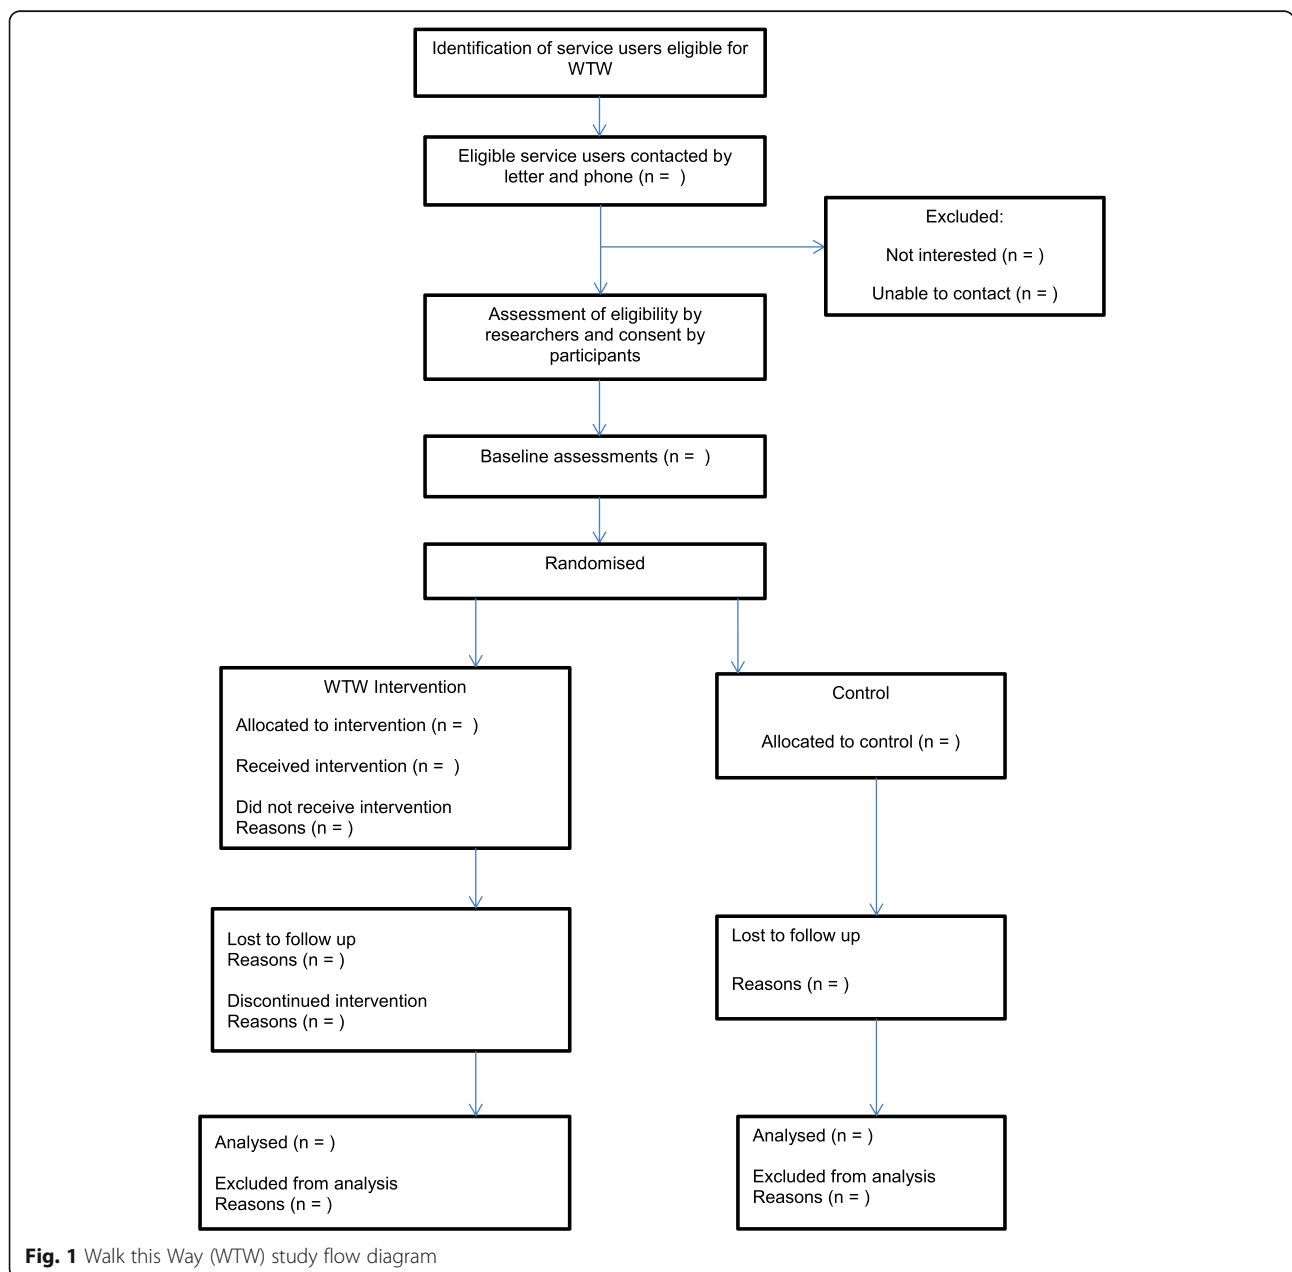 Identification of service users eligible for
WTW
Eligible service users contacted by
letter and phone (n =  )
Excluded:
Not interested (n = )
Unable to contact (n = )
Assessment of eligibility by
researchers and consent by
participants
Baseline assessments (n =  )
Randomised
WTW Intervention
Allocated to intervention (n =  )
Received intervention (n =  )
Did not receive intervention
Reasons (n = )
Control
Allocated to control (n = )
Lost to follow up
Reasons (n = )
Discontinued intervention
Reasons (n = )
Lost to follow up
Reasons (n = )
Analysed (n = )
Excluded from analysis
Reasons (n = )
Analysed (n = )
Excluded from analysis
Reasons (n = )
Fig. 1 Walk this Way (WTW) study flow diagram